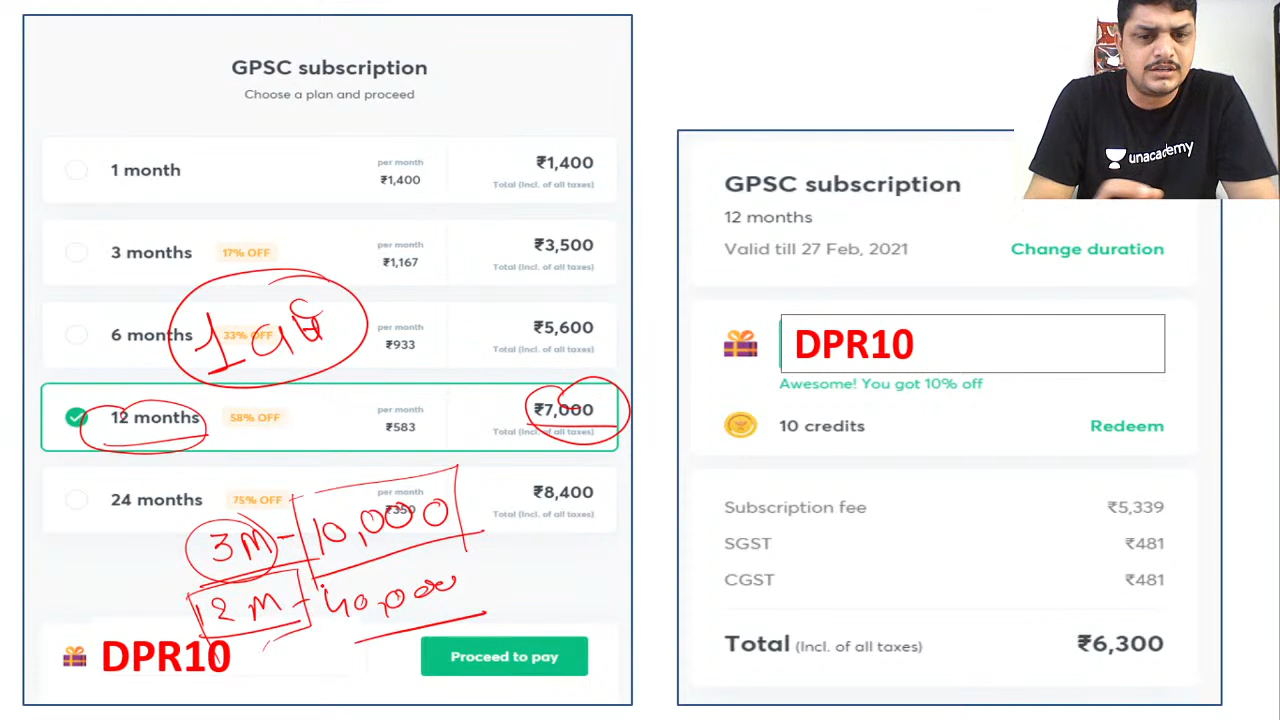 GPSC subscription
Choose a plan and proceed
1 month
per month
₹1,400
₹1,400
Total (Incl. of all taxes)
3 months
17% OFF
per month
₹1,167
₹3,500
Total (Incl. of all taxes)
6 months
33% OFF
per month
₹933
₹5,600
Total (Incl. of all taxes)
1 વર્ષ
12 months
58% OFF
per month
₹583
₹7,000
Total (Incl. of all taxes)
24 months
75% OFF
per month
₹350
₹8,400
Total (Incl. of all taxes)
3M - 10,000
12 M - 40,000
DPR10
Proceed to pay
unacademy
GPSC subscription
12 months
Valid till 27 Feb, 2021
Change duration
DPR10
Awesome! You got 10% off
10 credits
Redeem
Subscription fee ₹5,339
SGST ₹481
CGST ₹481
Total (Incl. of all taxes) ₹6,300